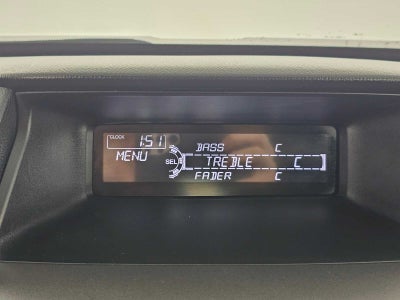 CLOCK 1:51
MENU
SEL
BASS C
TREBLE C
FADER C